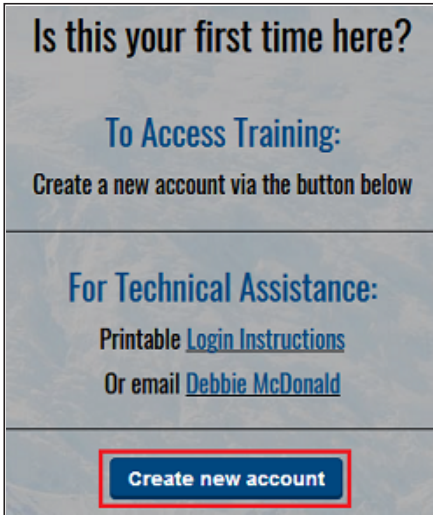 Is this your first time here?
To Access Training:
Create a new account via the button below
For Technical Assistance:
Printable Login Instructions
Or email Debbie McDonald
Create new account